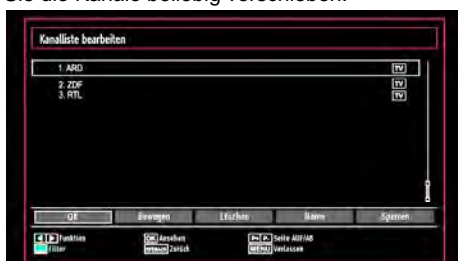 Sie die Kanäle beliebig verschieben.
Kanalliste bearbeiten
1. ARD TV
2. ZDF TV
3. RTL TV
OK Bewegen Löschen Name Sperren
Funktion OK Ansehen P+ P- Seite AUF/AB
Filter Zurück MENU Verlassen